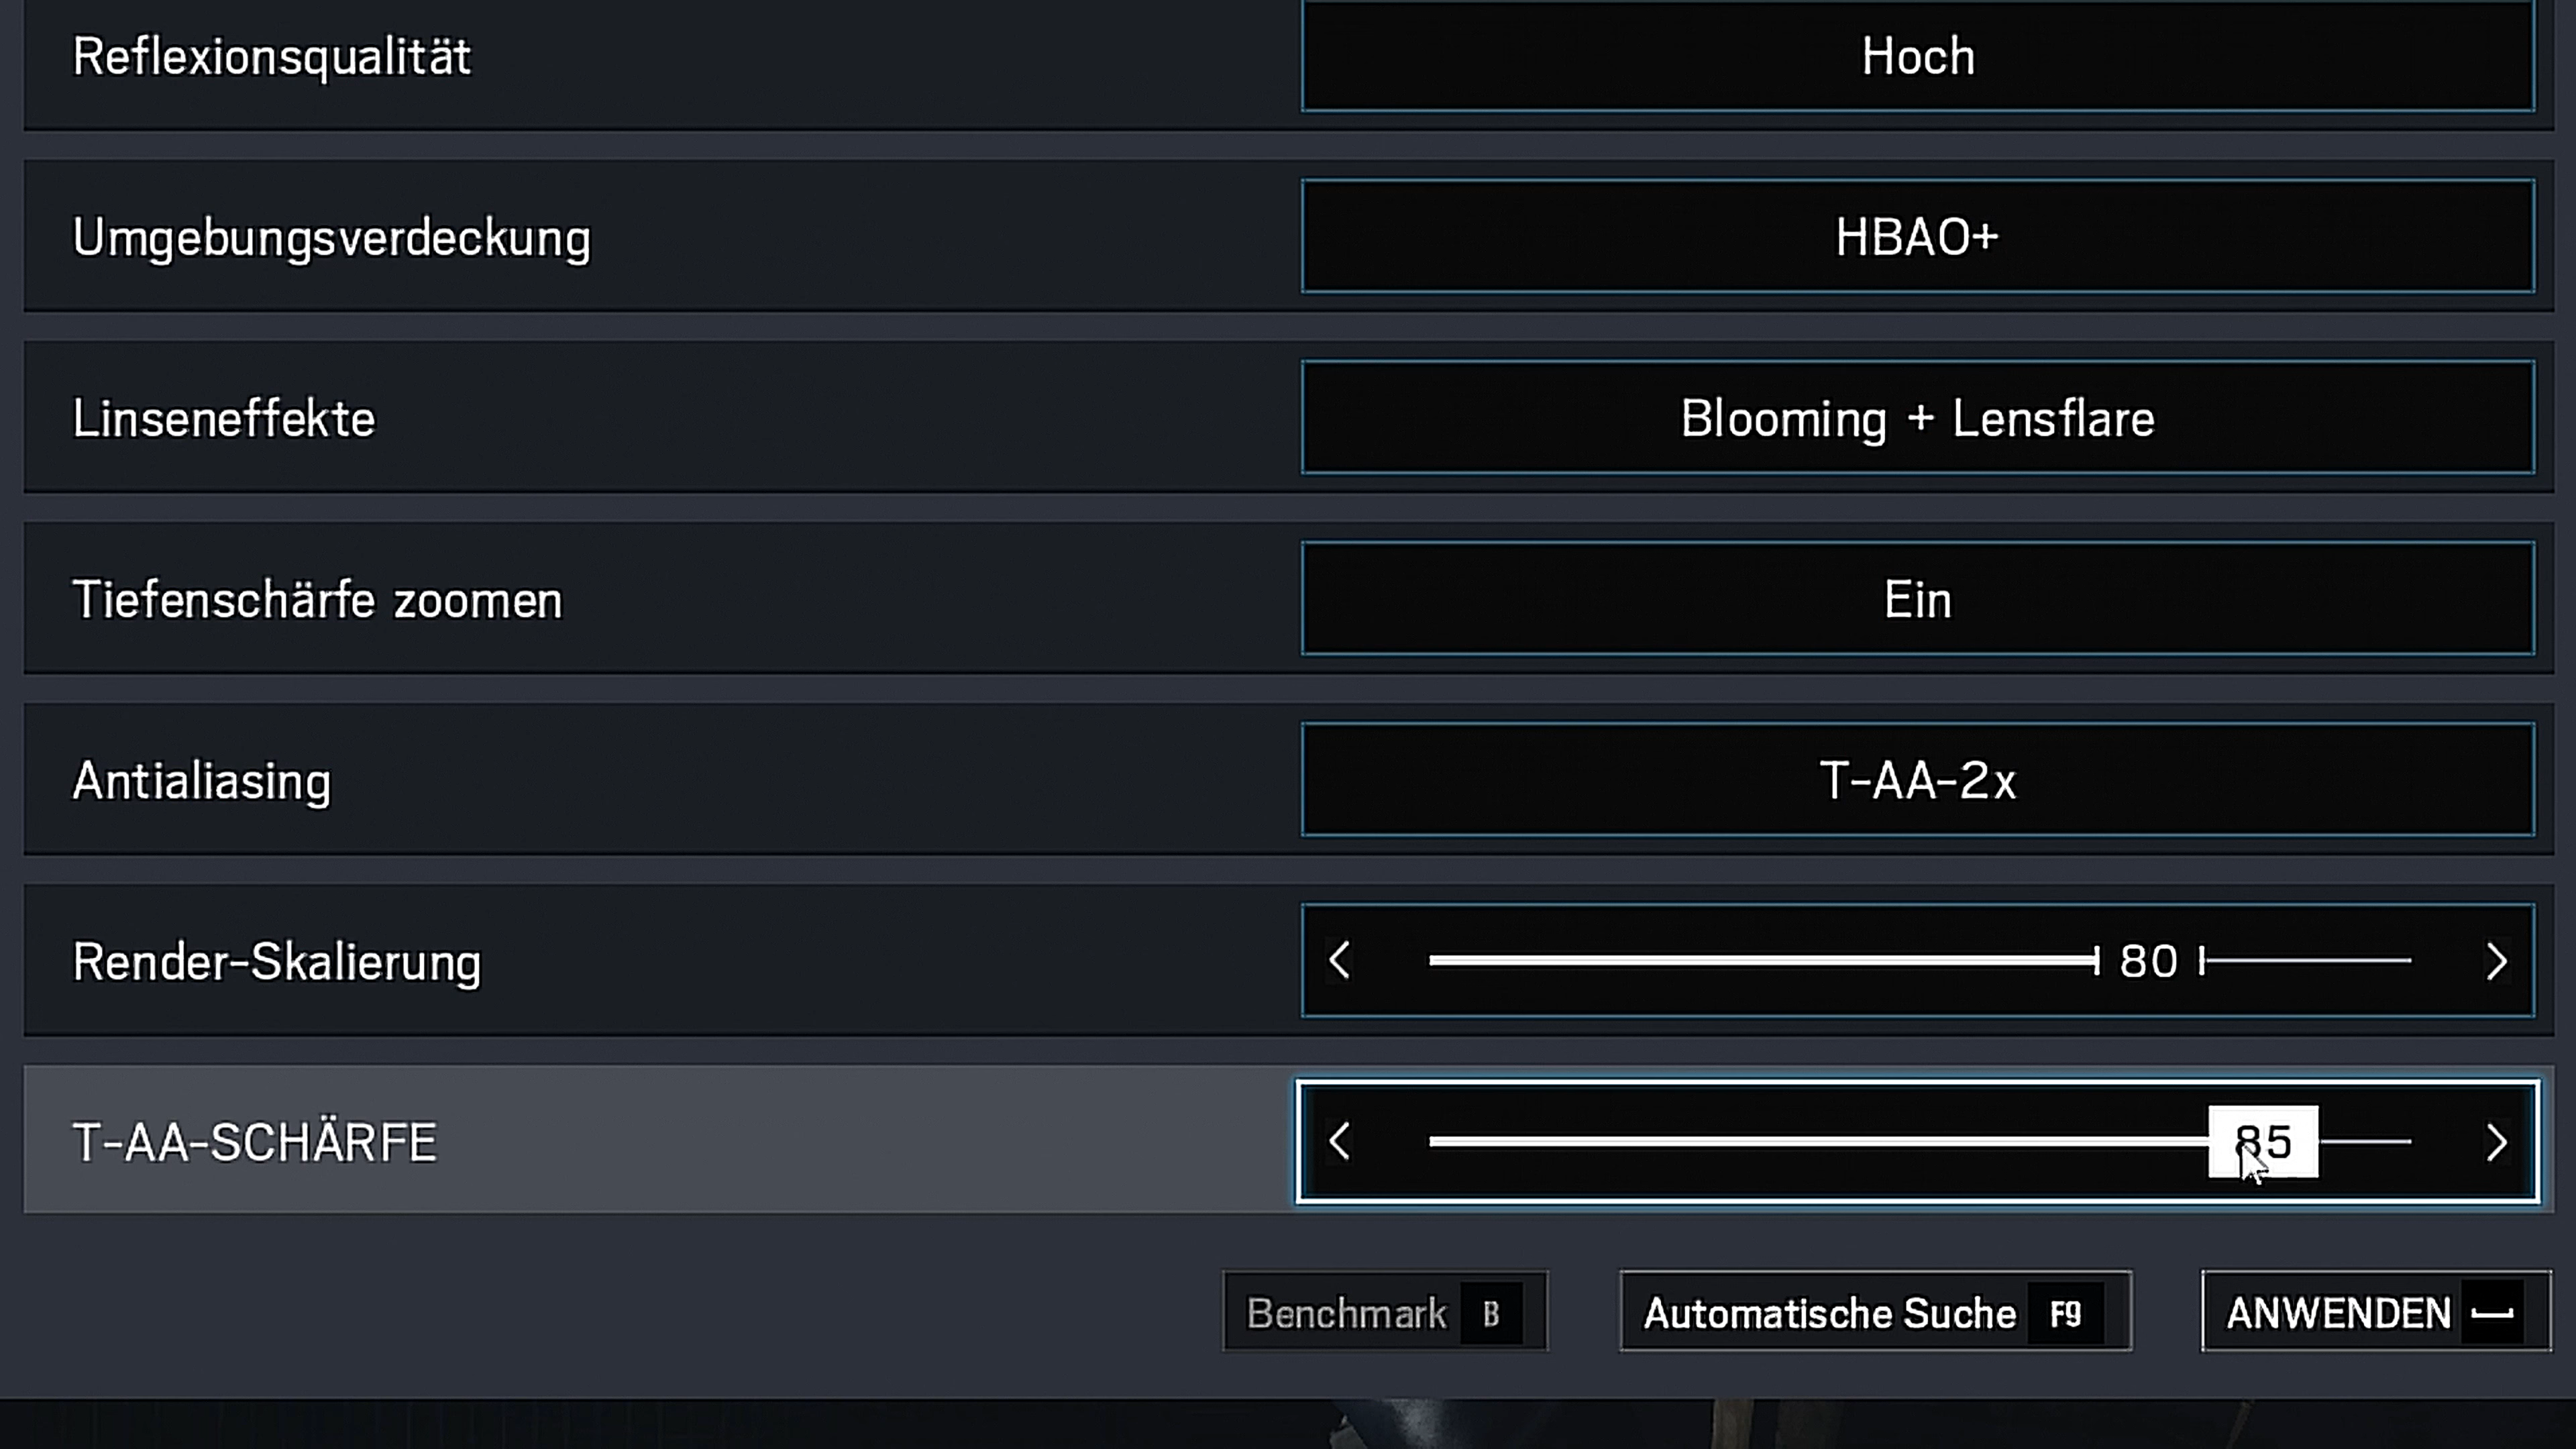 Reflexionsqualität Hoch
Umgebungsverdeckung HBAO+
Linseneffekte Blooming + Lensflare
Tiefenschärfe zoomen Ein
Antialiasing T-AA-2x
Render-Skalierung 80
T-AA-SCHÄRFE 85
Benchmark B Automatische Suche F9 ANWENDEN